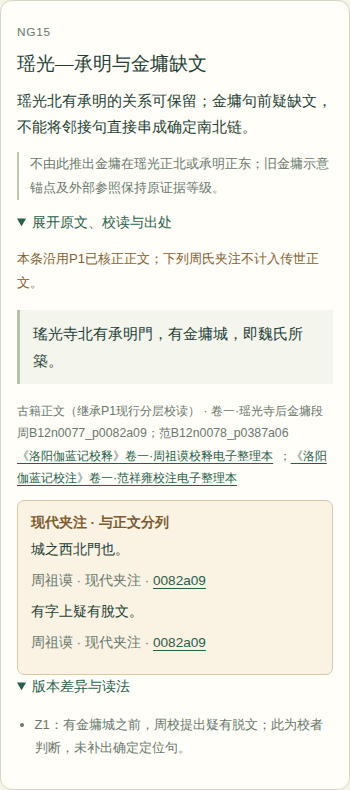 NG15
瑶光—承明与金墉缺文
瑶光北有承明的关系可保留；金墉句前疑缺文，
不能将邻接句直接串成确定南北链。
不由此推出金墉在瑶光正北或承明正东；旧金墉示意
锚点及外部参照保持原证据等级。
▼ 展开原文、校读与出处
本条沿用P1已核正正文；下列周氏夹注不计入传世正
文。
瑤光寺北有承明門，有金墉城，即魏氏所
築。
古籍正文（继承P1现行分层校读） · 卷一·瑶光寺后金墉段
周B12n0077_p0082a09；范B12n0078_p0387a06
《洛阳伽蓝记校释》卷一·周祖谟校释电子整理本 ；《洛阳
伽蓝记校注》卷一·范祥雍校注电子整理本
现代夹注 · 与正文分列
城之西北門也。
周祖谟 · 现代夹注 · 0082a09
有字上疑有脫文。
周祖谟 · 现代夹注 · 0082a09
▼ 版本差异与读法
• Z1：有金墉城之前，周校提出疑有脱文；此为校者
判断，未补出确定定位句。